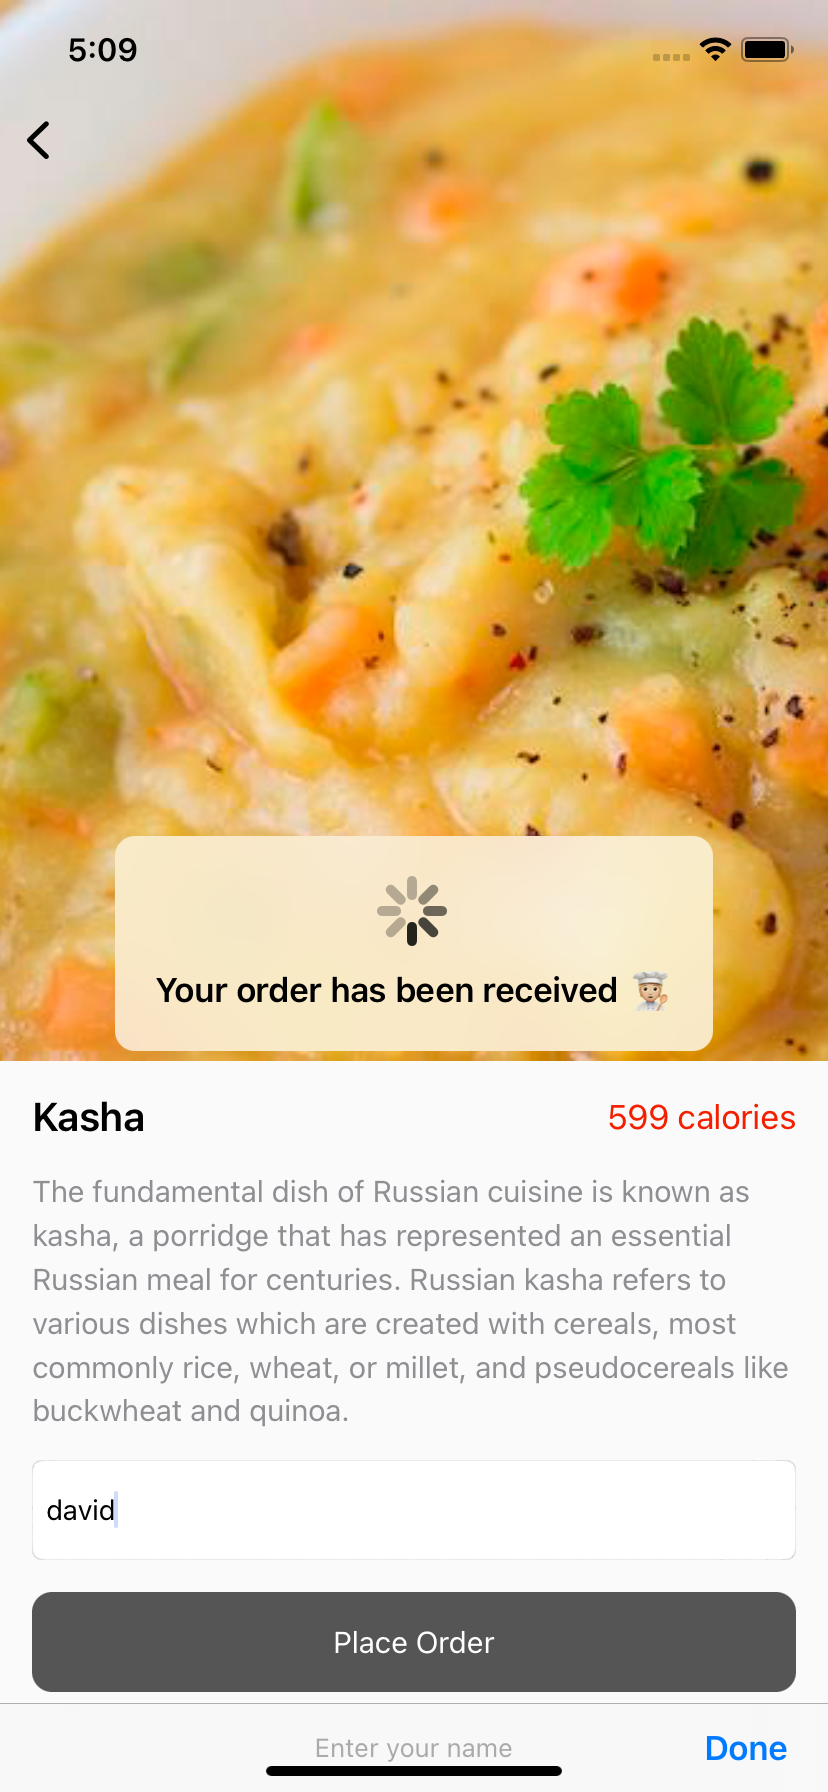 5:09
Your order has been received 👨🏼‍🍳
Kasha
599 calories
The fundamental dish of Russian cuisine is known as
kasha, a porridge that has represented an essential
Russian meal for centuries. Russian kasha refers to
various dishes which are created with cereals, most
commonly rice, wheat, or millet, and pseudocereals like
buckwheat and quinoa.
david
Place Order
Enter your name
Done